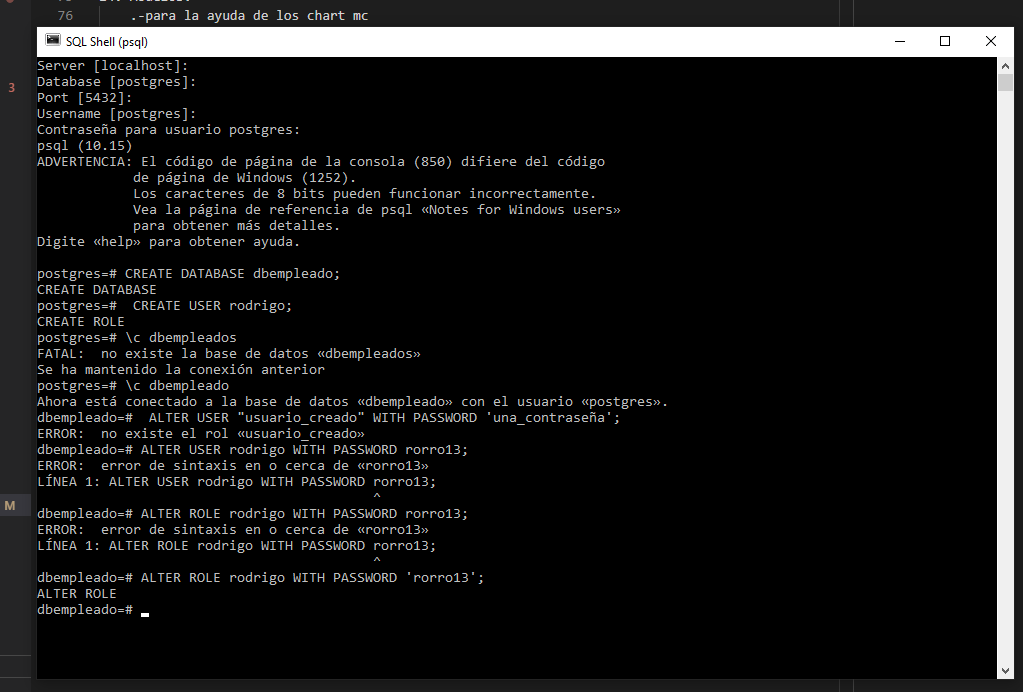 76 .-para la ayuda de los chart mc
SQL Shell (psql)
Server [localhost]:
Database [postgres]:
3
Port [5432]:
Username [postgres]:
Contraseña para usuario postgres:
psql (10.15)
ADVERTENCIA: El código de página de la consola (850) difiere del código
de página de Windows (1252).
Los caracteres de 8 bits pueden funcionar incorrectamente.
Vea la página de referencia de psql «Notes for Windows users»
para obtener más detalles.
Digite «help» para obtener ayuda.
postgres=# CREATE DATABASE dbempleado;
CREATE DATABASE
postgres=#  CREATE USER rodrigo;
CREATE ROLE
postgres=# \c dbempleados
FATAL:  no existe la base de datos «dbempleados»
Se ha mantenido la conexión anterior
postgres=# \c dbempleado
Ahora está conectado a la base de datos «dbempleado» con el usuario «postgres».
dbempleado=#  ALTER USER "usuario_creado" WITH PASSWORD 'una_contraseña';
ERROR:  no existe el rol «usuario_creado»
dbempleado=# ALTER USER rodrigo WITH PASSWORD rorro13;
ERROR:  error de sintaxis en o cerca de «rorro13»
LÍNEA 1: ALTER USER rodrigo WITH PASSWORD rorro13;
^
M
dbempleado=# ALTER ROLE rodrigo WITH PASSWORD rorro13;
ERROR:  error de sintaxis en o cerca de «rorro13»
LÍNEA 1: ALTER ROLE rodrigo WITH PASSWORD rorro13;
^
dbempleado=# ALTER ROLE rodrigo WITH PASSWORD 'rorro13';
ALTER ROLE
dbempleado=#